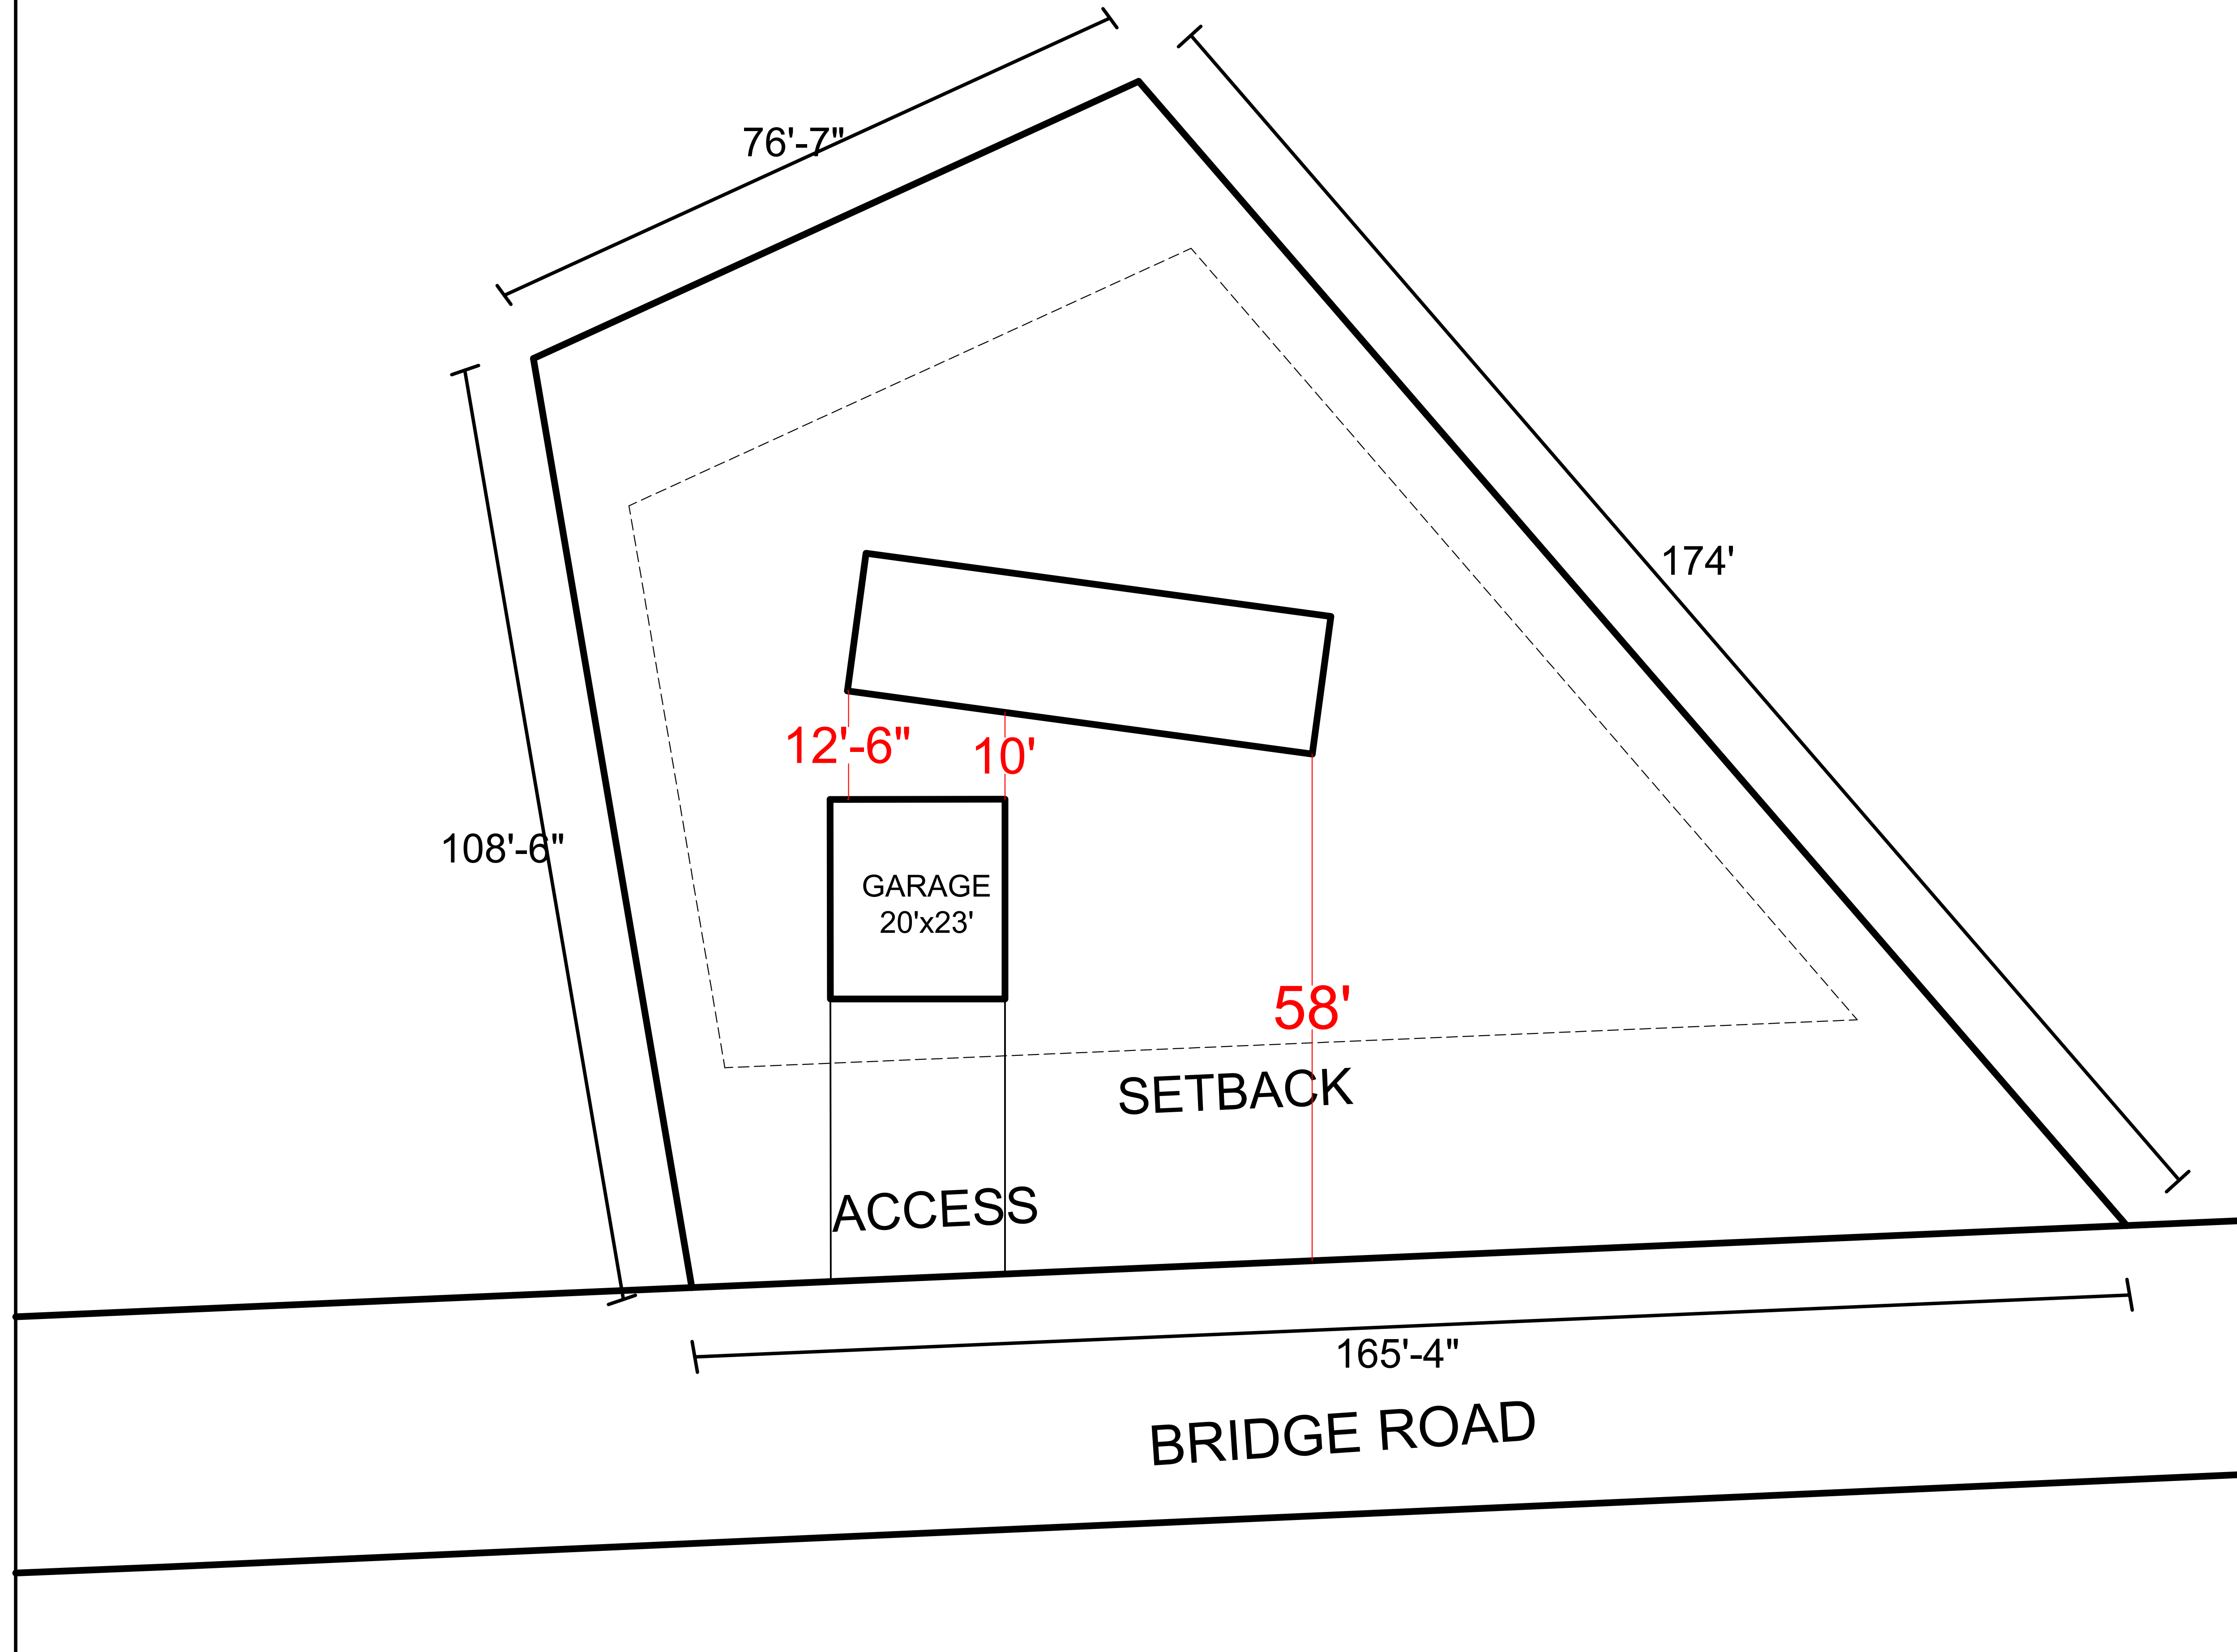 76'-7"
174'
12'-6"
10'
108'-6"
GARAGE
20'x23'
58'
SETBACK
ACCESS
165'-4"
BRIDGE ROAD